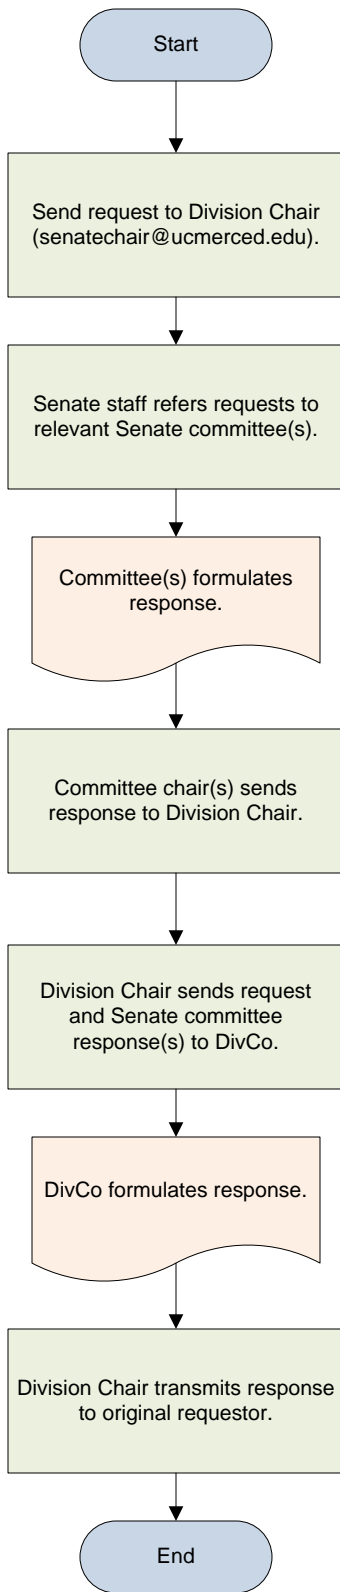 Start
Send request to Division Chair
(senatechair@ucmerced.edu).
Senate staff refers requests to
relevant Senate committee(s).
Committee(s) formulates
response.
Committee chair(s) sends
response to Division Chair.
Division Chair sends request
and Senate committee
response(s) to DivCo.
DivCo formulates response.
Division Chair transmits response
to original requestor.
End